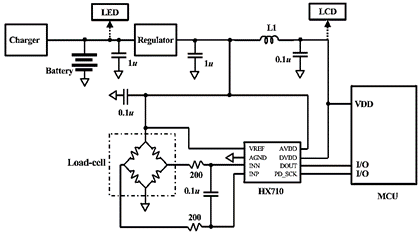 LED
LCD
Charger
Regulator
L1
Battery
1u
1u
0.1u
0.1u
VDD
Load-cell
VREF
AVDD
AGND
DVDD
INN
DOUT
I/O
INP
PD_SCK
I/O
200
0.1u
HX710
MCU
200